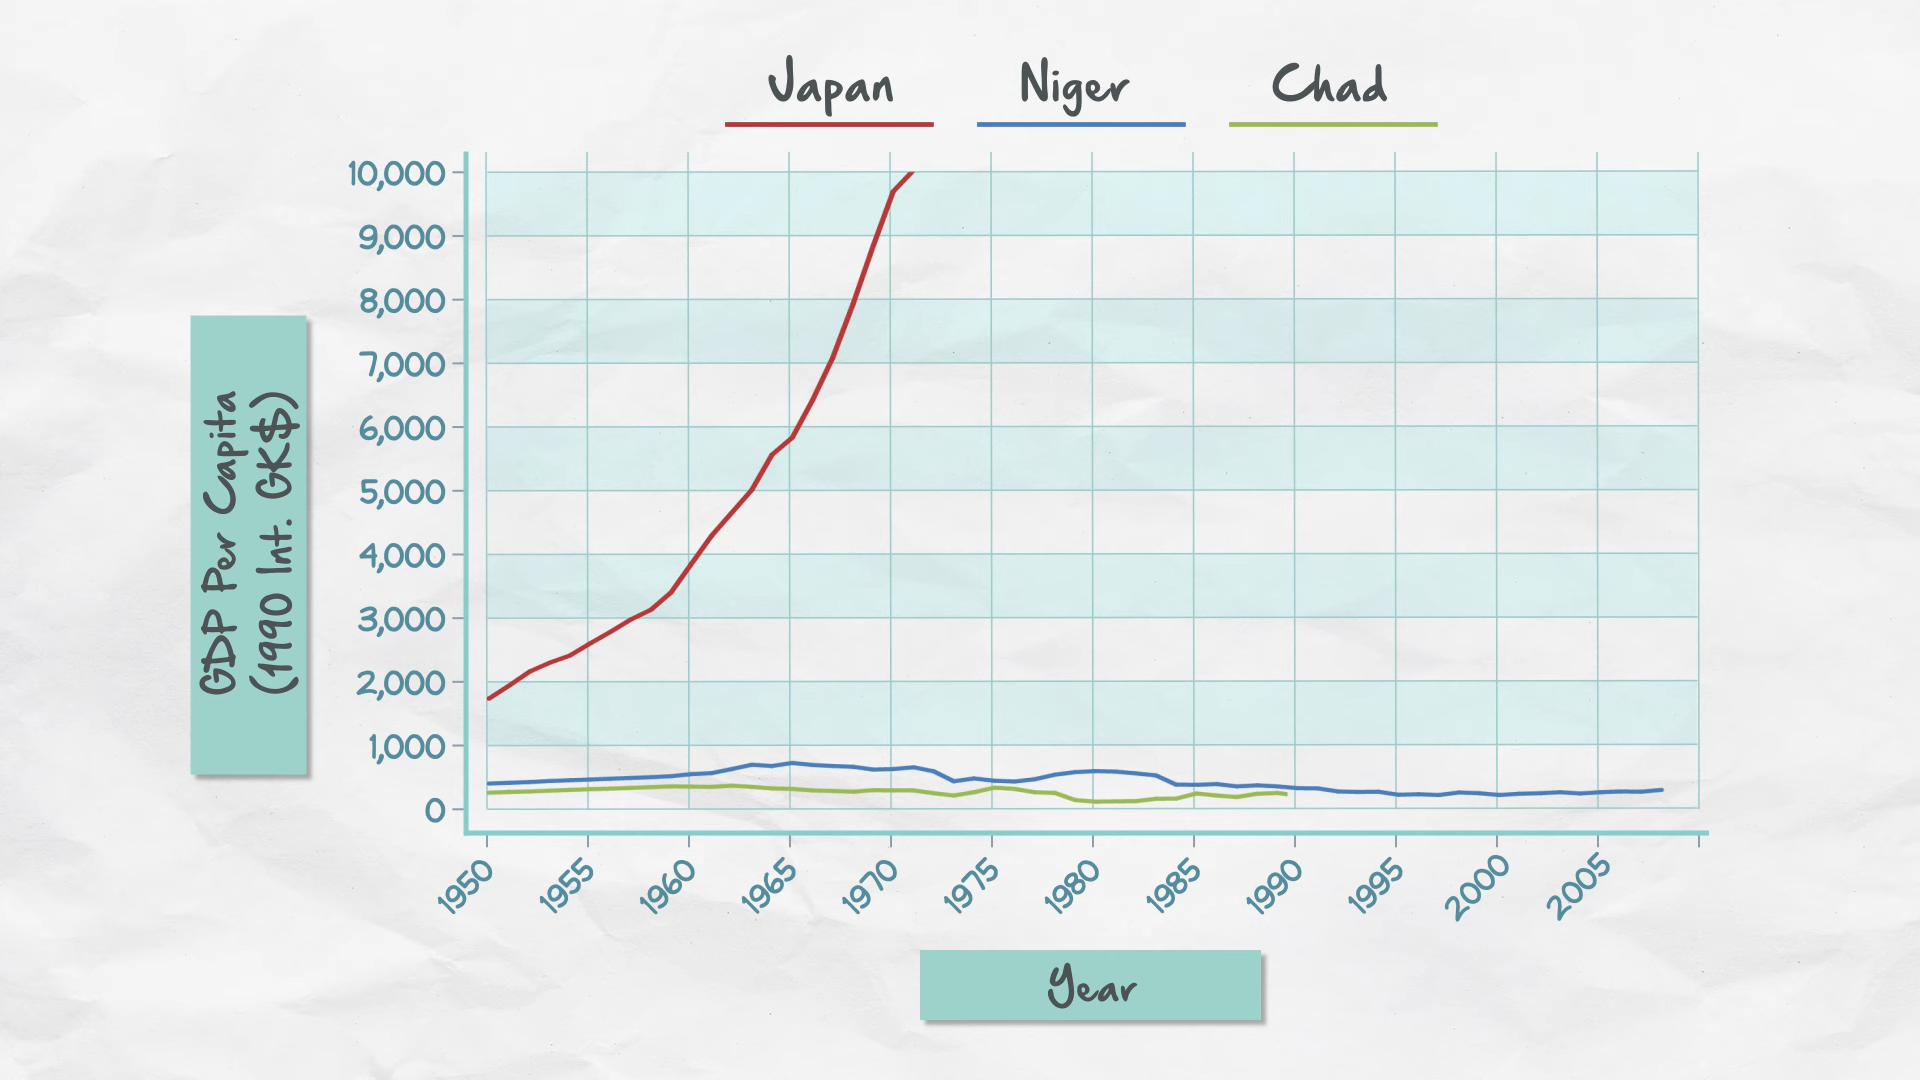 Japan Niger Chad
10,000
9,000
8,000
7,000
6,000
5,000
4,000
3,000
2,000
1,000
0
GDP Per Capita
(1990 Int. GK$)
1950 1955 1960 1965 1970 1975 1980 1985 1990 1995 2000 2005
Year